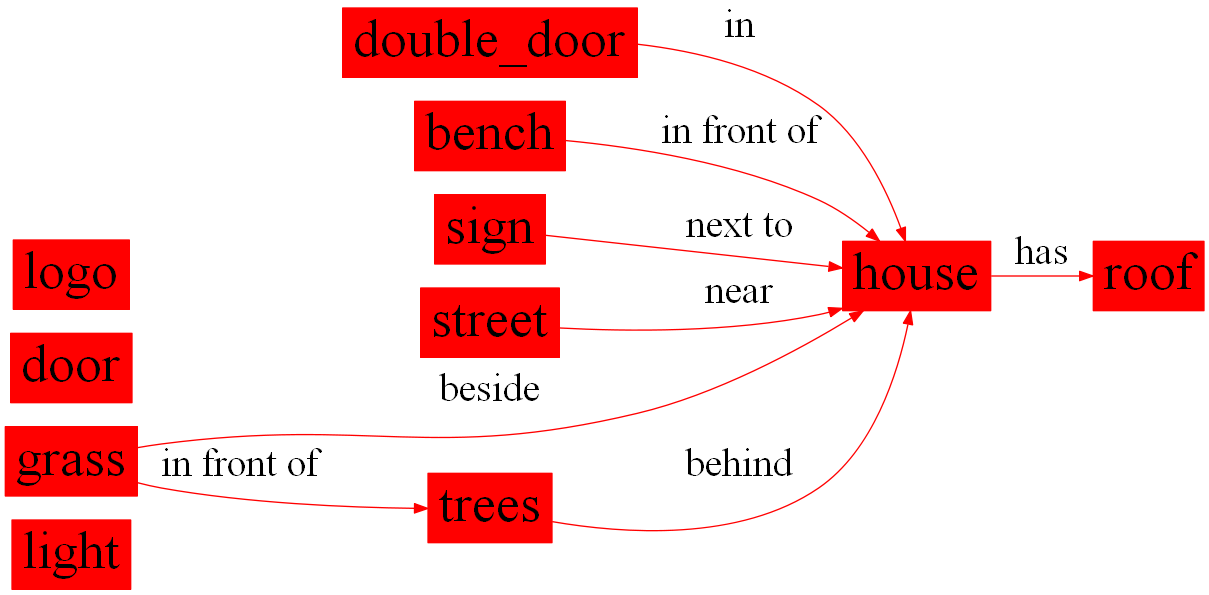 double_door
in
bench
in front of
sign
next to
logo
house
has
roof
street
near
door
beside
grass
in front of
trees
behind
light